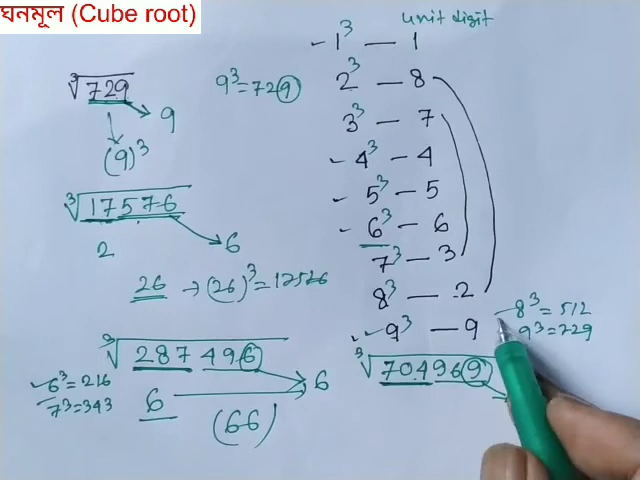 ঘনমূল (Cube root)
unit digit
1³ — 1
2³ — 8
3³ — 7
4³ — 4
5³ — 5
6³ — 6
7³ — 3
8³ — 2
9³ — 9
∛729 → 9
9³=729
(9)³
∛17576 → 6
2
26 → (26)³=17576
∛287496 → 6
6³=216
7³=343
6
(66)
8³=512
9³=729
∛704969